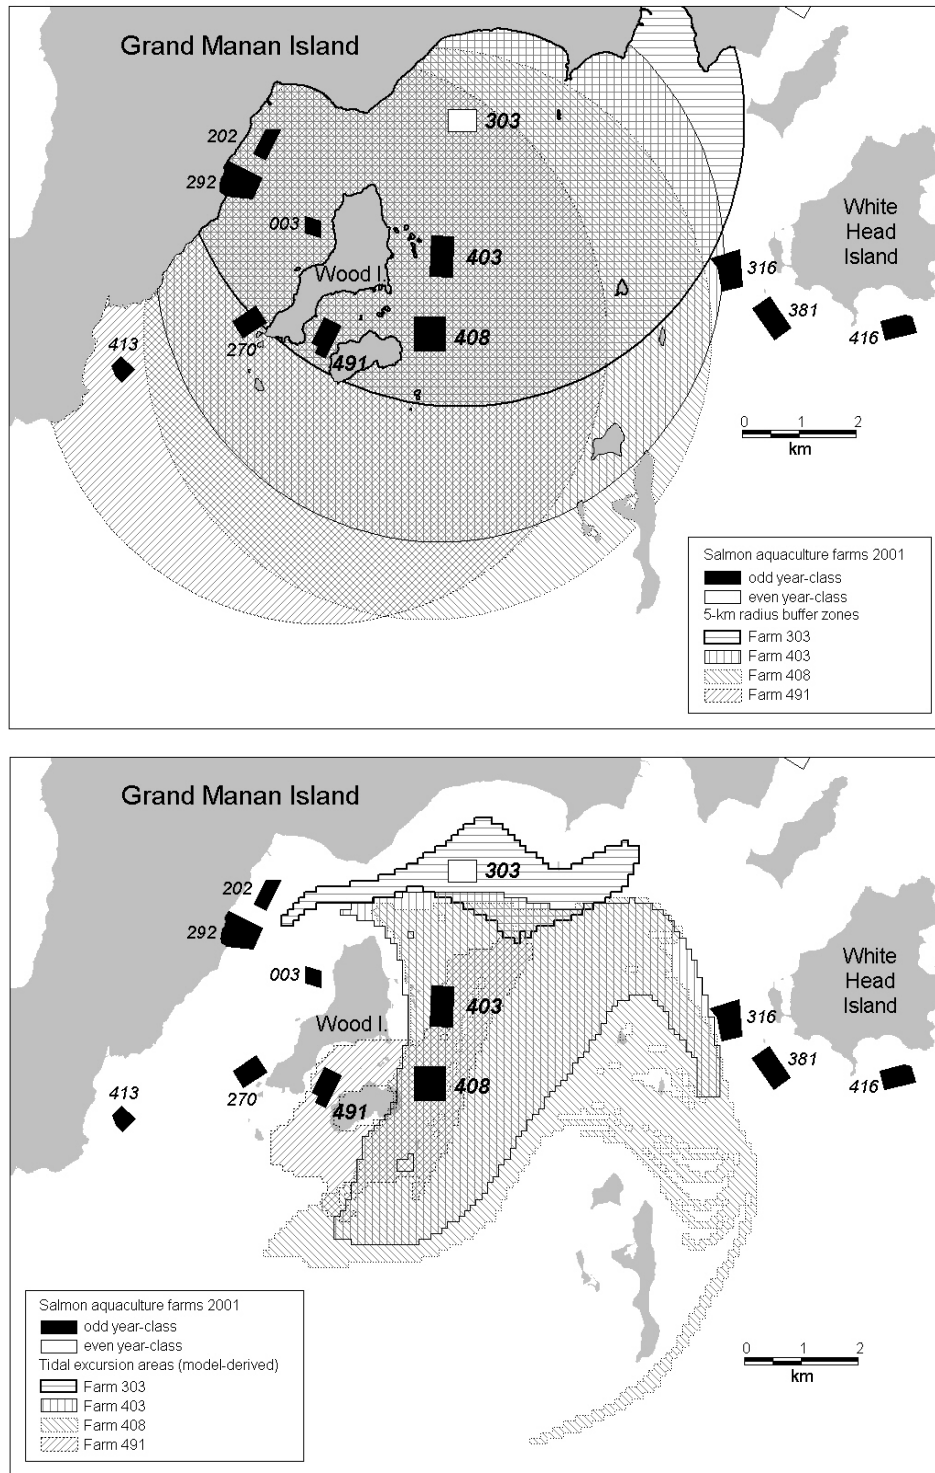 Grand Manan Island
303
202
292
003
403
White
Head
Island
Wood I.
316
381
408
416
413
270
491
0 1 2
km
Salmon aquaculture farms 2001
odd year-class
even year-class
5-km radius buffer zones
Farm 303
Farm 403
Farm 408
Farm 491
Grand Manan Island
303
202
292
003
403
White
Head
Island
Wood I.
316
381
408
416
413
270
491
Salmon aquaculture farms 2001
odd year-class
even year-class
Tidal excursion areas (model-derived)
Farm 303
Farm 403
Farm 408
Farm 491
0 1 2
km